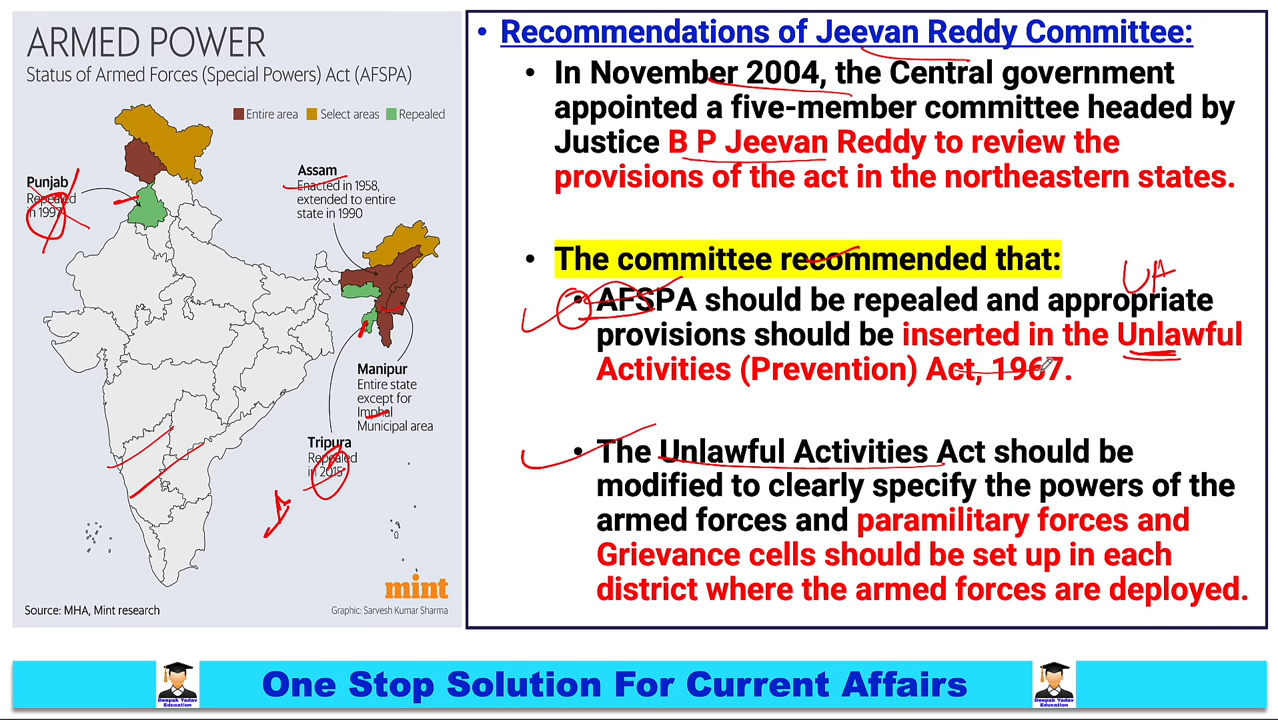 ARMED POWER
Status of Armed Forces (Special Powers) Act (AFSPA)
Entire area
Select areas
Repealed
Punjab
Repealed
in 1997
Assam
Enacted in 1958,
extended to entire
state in 1990
Manipur
Entire state
except for
Imphal
Municipal area
Tripura
Repealed
in 2015
mint
Source: MHA, Mint research
Graphic: Sarvesh Kumar Sharma
• Recommendations of Jeevan Reddy Committee:
• In November 2004, the Central government
appointed a five-member committee headed by
Justice B P Jeevan Reddy to review the
provisions of the act in the northeastern states.
• The committee recommended that:
UA
• AFSPA should be repealed and appropriate
provisions should be inserted in the Unlawful
Activities (Prevention) Act, 1967.
• The Unlawful Activities Act should be
modified to clearly specify the powers of the
armed forces and paramilitary forces and
Grievance cells should be set up in each
district where the armed forces are deployed.
One Stop Solution For Current Affairs
Deepak Yadav
Education
Deepak Yadav
Education